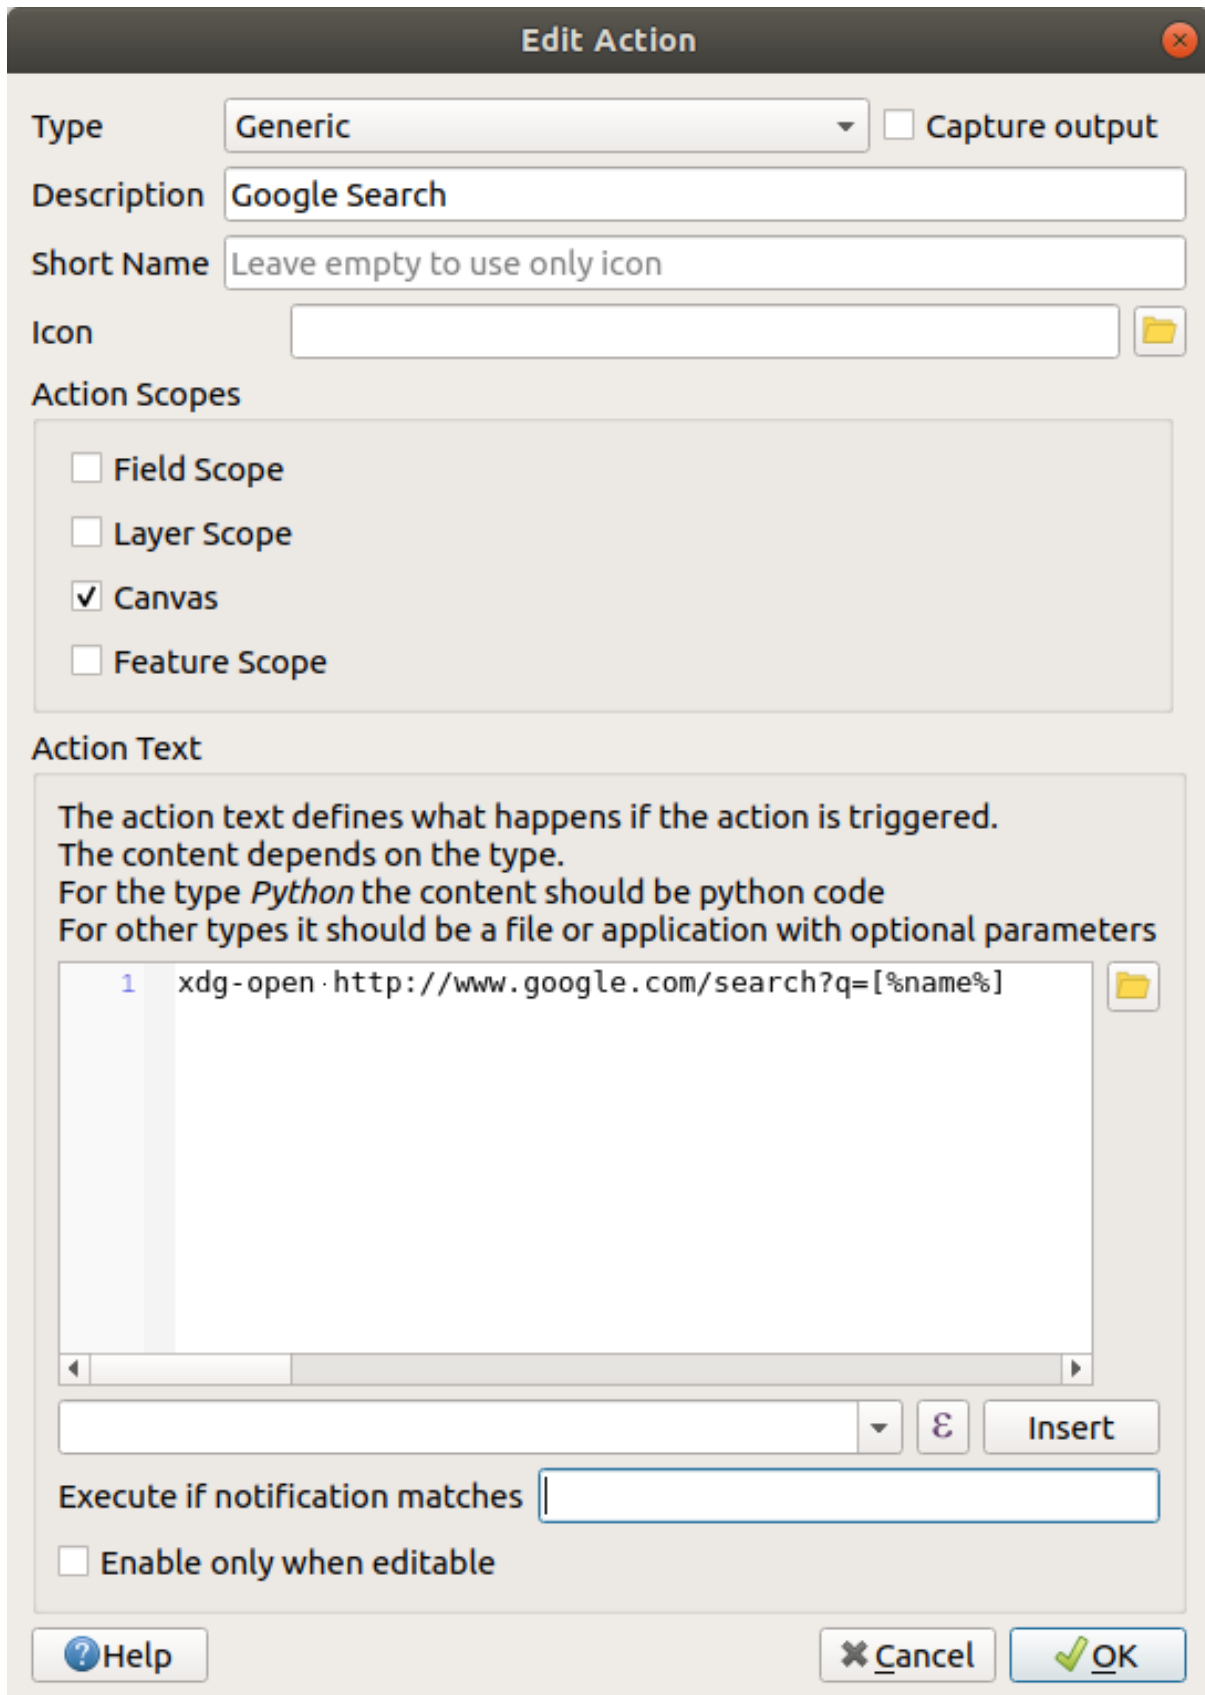 Edit Action
Type Generic Capture output
Description Google Search
Short Name Leave empty to use only icon
Icon
Action Scopes
Field Scope
Layer Scope
Canvas
Feature Scope
Action Text
The action text defines what happens if the action is triggered.
The content depends on the type.
For the type Python the content should be python code
For other types it should be a file or application with optional parameters
1 xdg-open·http://www.google.com/search?q=[%name%]
ε Insert
Execute if notification matches
Enable only when editable
?Help Cancel OK